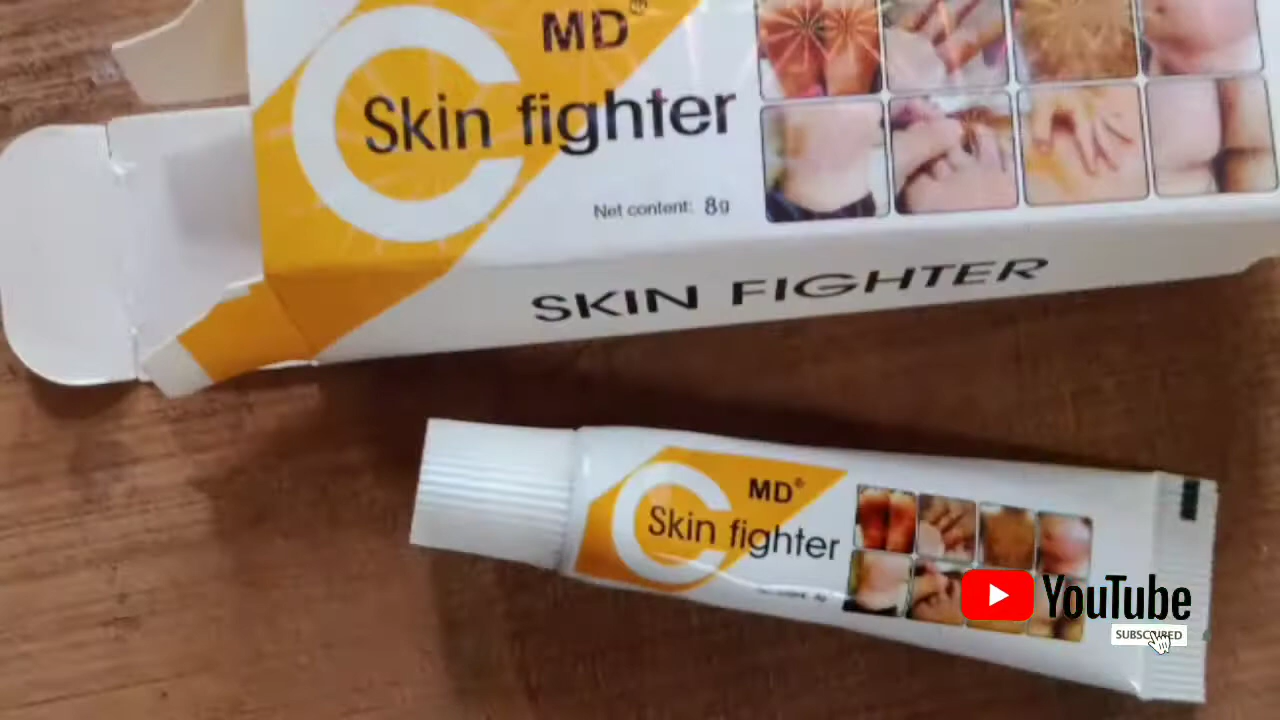 MD®
Skin fighter
Net content: 8g
SKIN FIGHTER
MD®
Skin fighter
YouTube
SUBSCRIBED